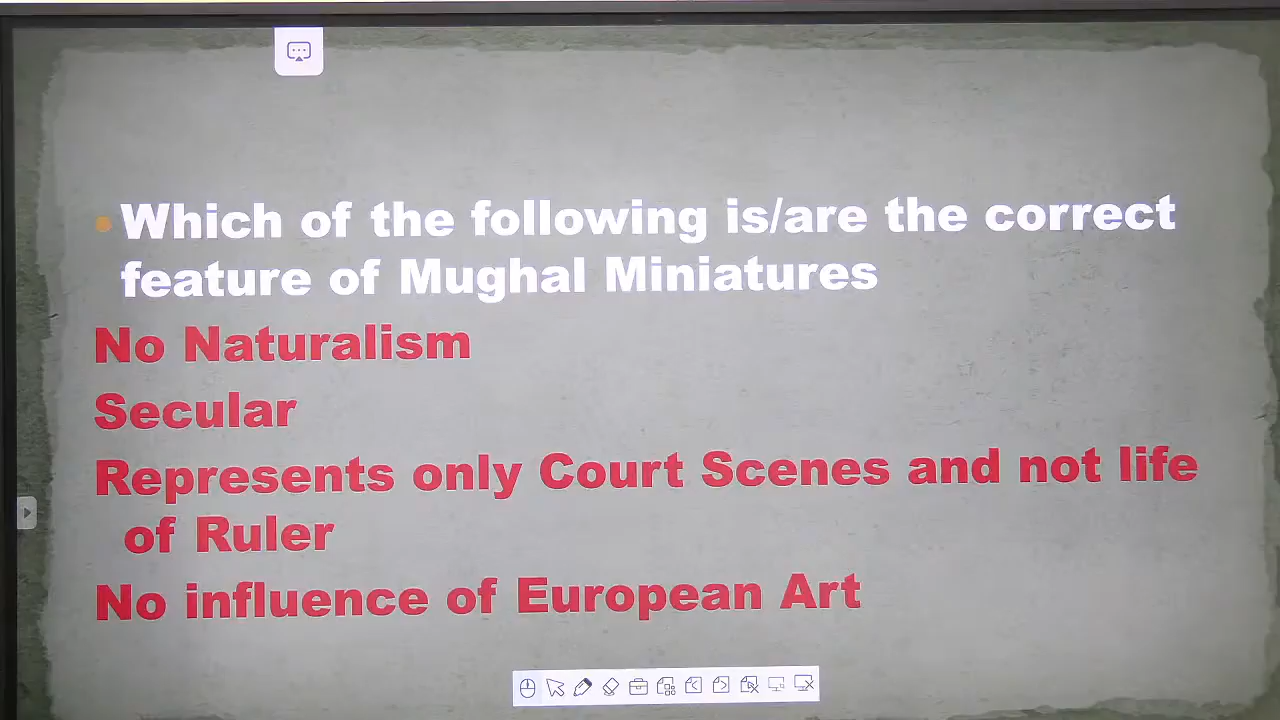 Which of the following is/are the correct
feature of Mughal Miniatures
No Naturalism
Secular
Represents only Court Scenes and not life
of Ruler
No influence of European Art